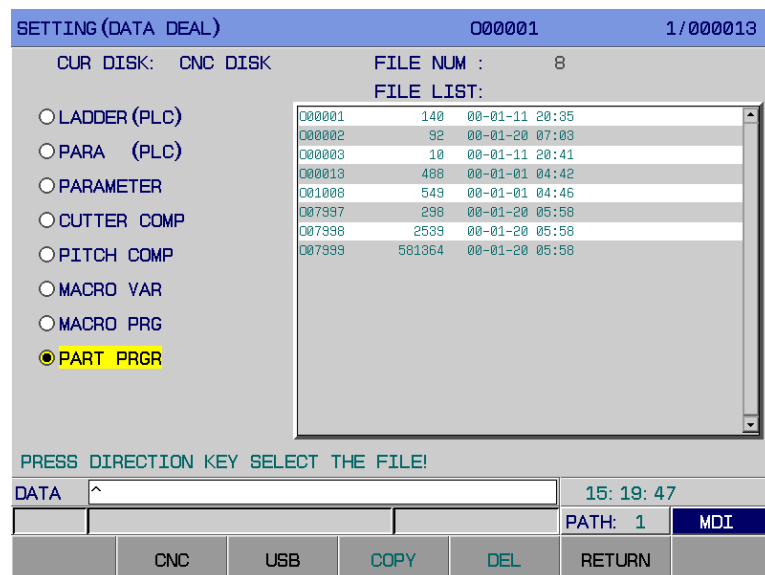 SETTING(DATA DEAL) O00001 1/000013
CUR DISK: CNC DISK FILE NUM : 8
FILE LIST:
LADDER(PLC)
PARA (PLC)
PARAMETER
CUTTER COMP
PITCH COMP
MACRO VAR
MACRO PRG
PART PRGR
O00001 140 00-01-11 20:35
O00002 92 00-01-20 07:03
O00003 10 00-01-11 20:41
O00013 488 00-01-01 04:42
O01008 549 00-01-01 04:46
O07997 298 00-01-20 05:58
O07998 2539 00-01-20 05:58
O07999 581364 00-01-20 05:58
PRESS DIRECTION KEY SELECT THE FILE!
DATA ^ 15:19:47
PATH: 1 MDI
CNC USB COPY DEL RETURN